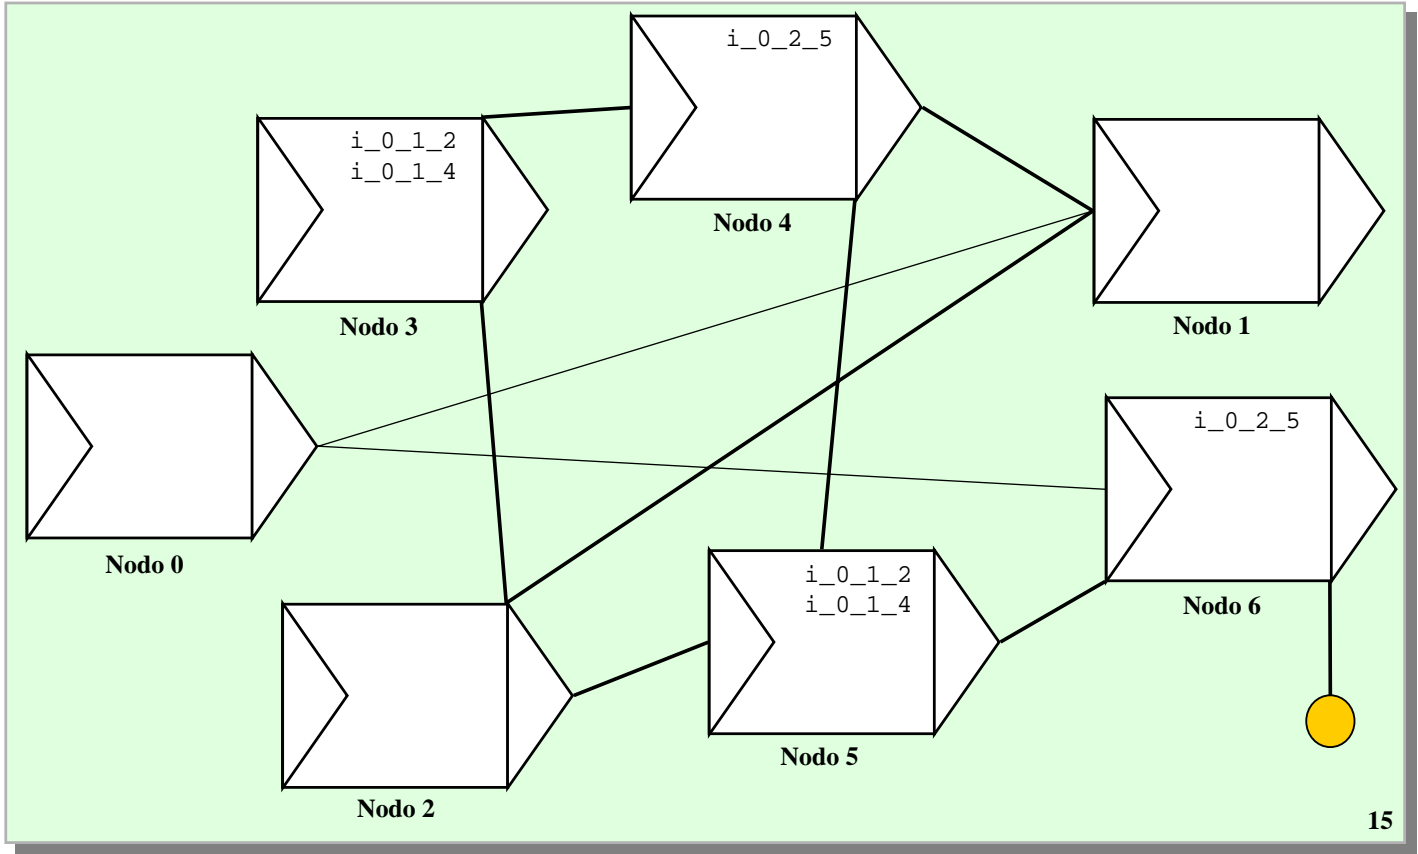 i_0_2_5
Nodo 4
i_0_1_2
i_0_1_4
Nodo 3
Nodo 1
Nodo 0
i_0_2_5
Nodo 6
i_0_1_2
i_0_1_4
Nodo 5
Nodo 2
15